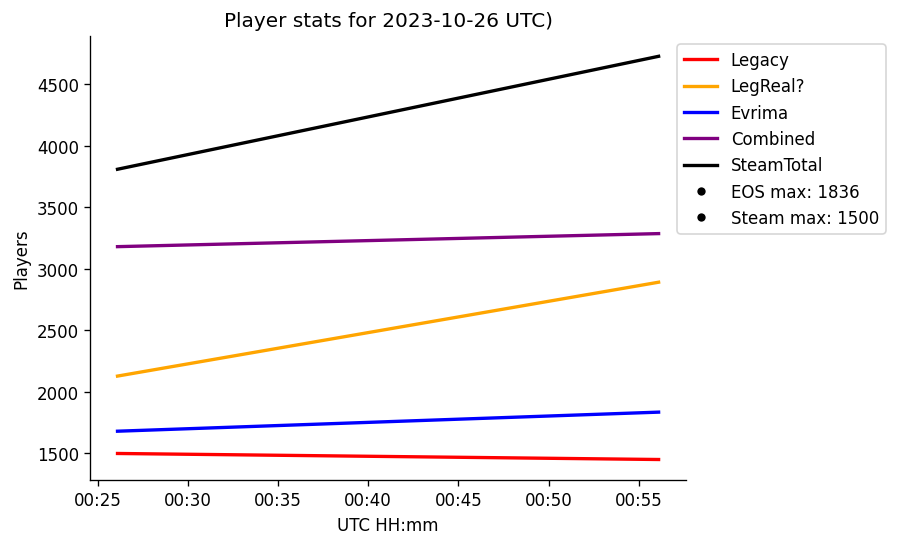 Player stats for 2023-10-26 UTC)
Legacy
LegReal?
Evrima
Combined
SteamTotal
EOS max: 1836
Steam max: 1500
4500
4000
3500
3000
2500
2000
1500
Players
00:25 00:30 00:35 00:40 00:45 00:50 00:55
UTC HH:mm